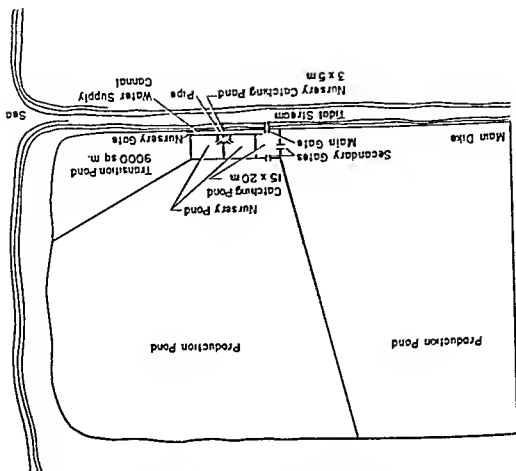 Production Pond
Production Pond
Nursery Pond
Catching Pond
15 x 20 m
Transition Pond
9000 sq. m.
Secondary Gates
Main Gate
Main Dike
Nursery Gate
Tidal Stream
Sea
Nursery Catching Pond
3 x 5 m
Pipe
Water Supply
Cannal